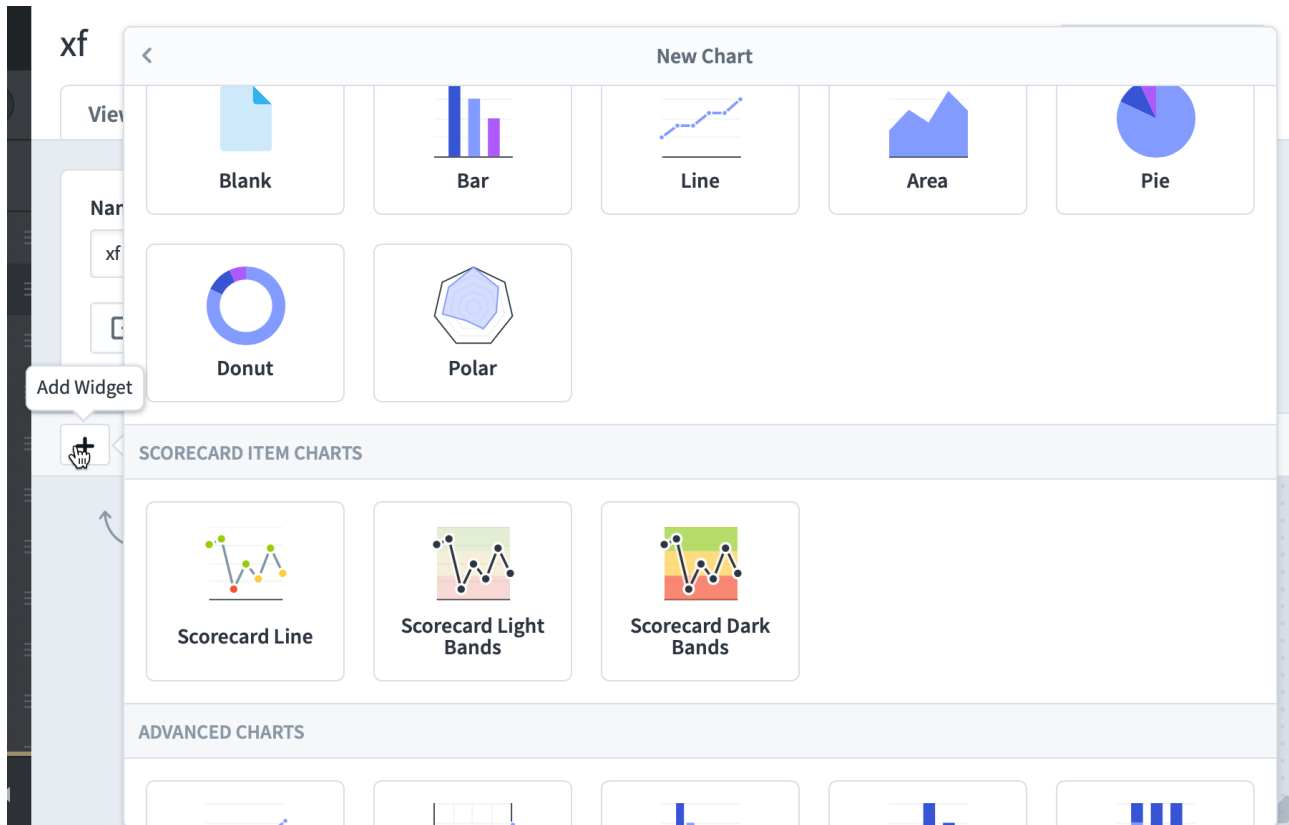 xf
New Chart
View
Blank
Bar
Line
Area
Pie
Nam
xf
Donut
Polar
Add Widget
SCORECARD ITEM CHARTS
Scorecard Line
Scorecard Light
Bands
Scorecard Dark
Bands
ADVANCED CHARTS